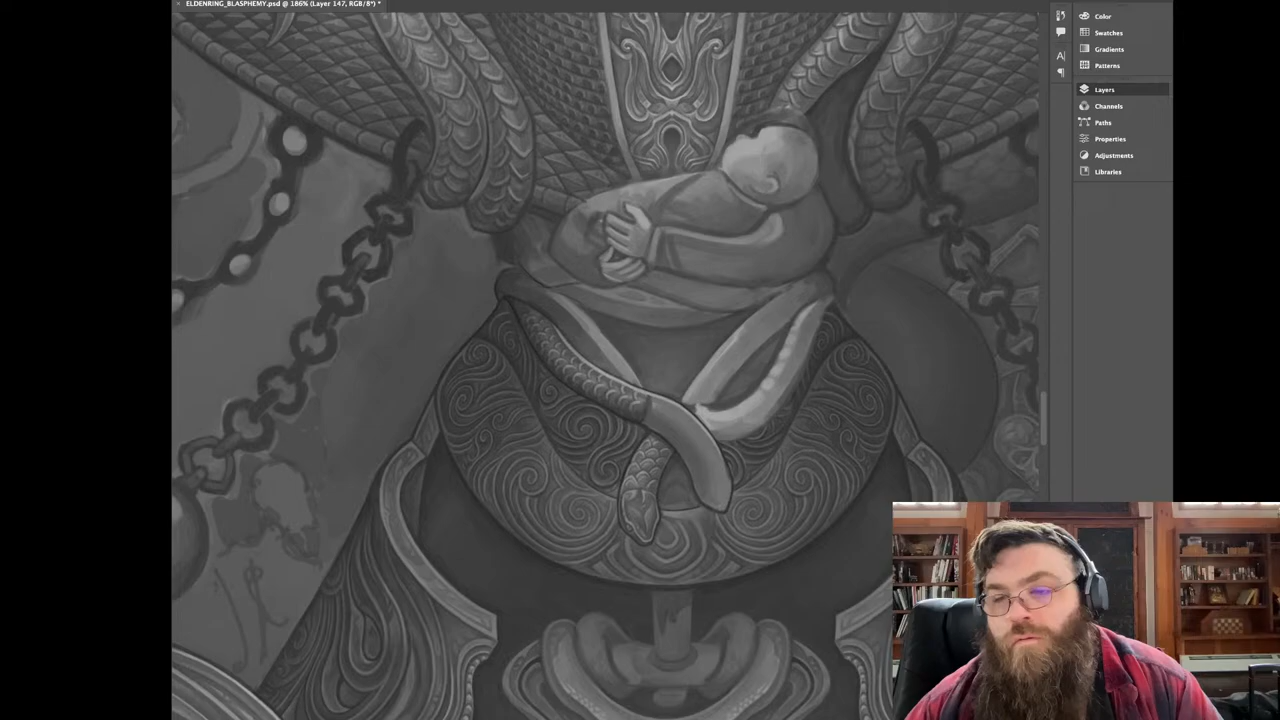 × ELDENRING_BLASPHEMY.psd @ 186% (Layer 147, RGB/8*) *
Color
Swatches
Gradients
Patterns
Layers
Channels
Paths
Properties
Adjustments
Libraries